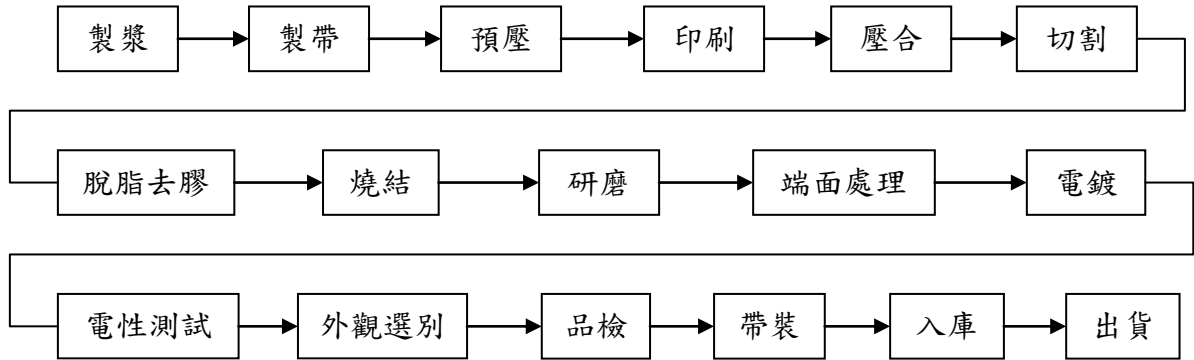 製漿 製帶 預壓 印刷 壓合 切割
脫脂去膠 燒結 研磨 端面處理 電鍍
電性測試 外觀選別 品檢 帶裝 入庫 出貨